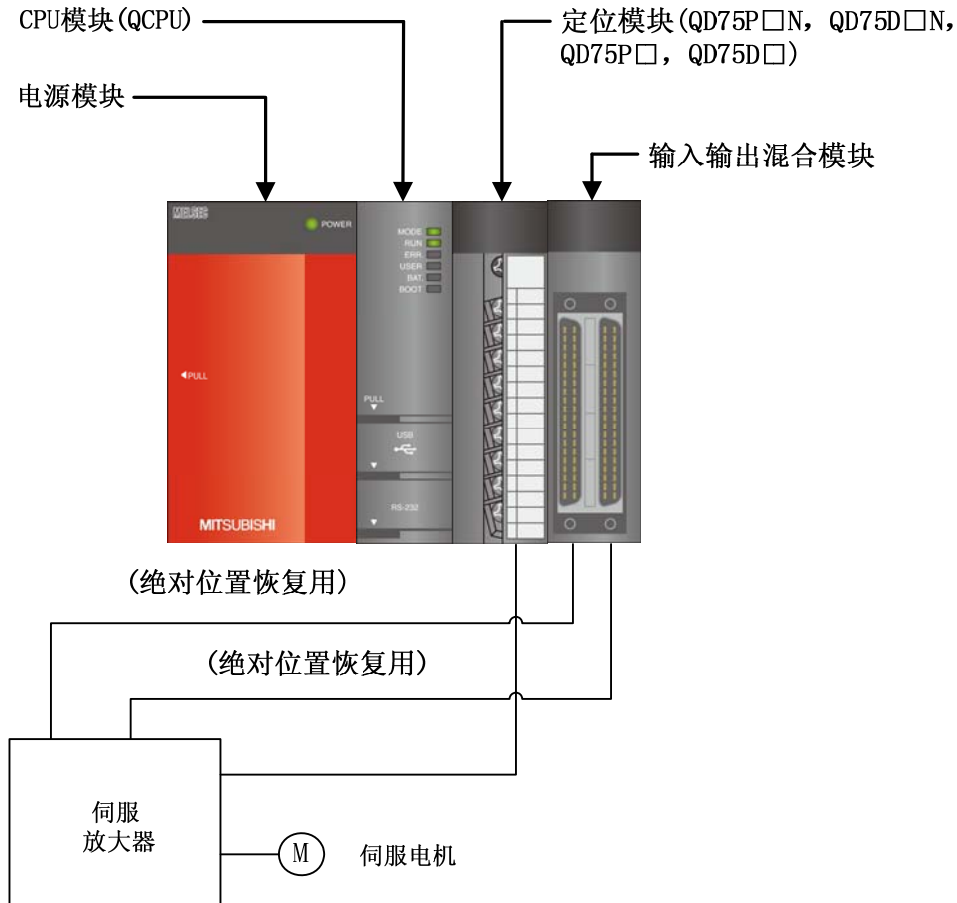 CPU模块(QCPU)
定位模块(QD75P□N，QD75D□N，
QD75P□，QD75D□)
电源模块
输入输出混合模块
MELSEC
POWER
MODE
RUN
ERR.
USER
BAT.
BOOT
PULL
PULL
USB
RS-232
MITSUBISHI
(绝对位置恢复用)
(绝对位置恢复用)
伺服
放大器
M
伺服电机